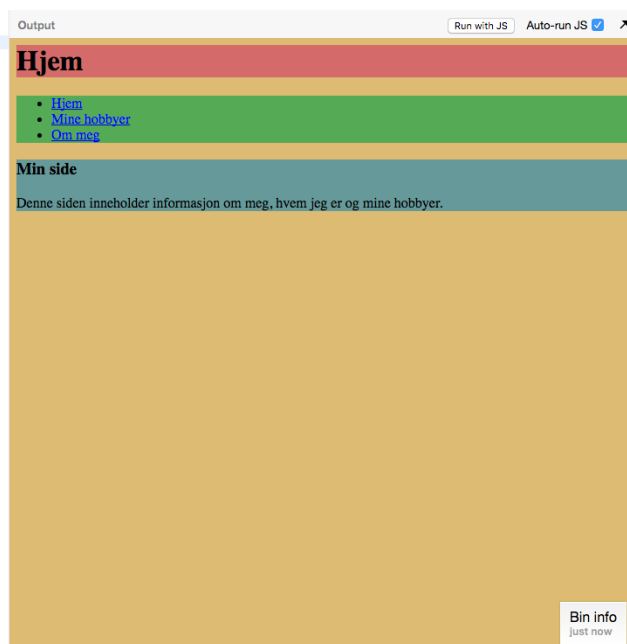 Output Run with JS Auto-run JS
Hjem
Hjem
Mine hobbyer
Om meg
Min side
Denne siden inneholder informasjon om meg, hvem jeg er og mine hobbyer.
Bin info
just now